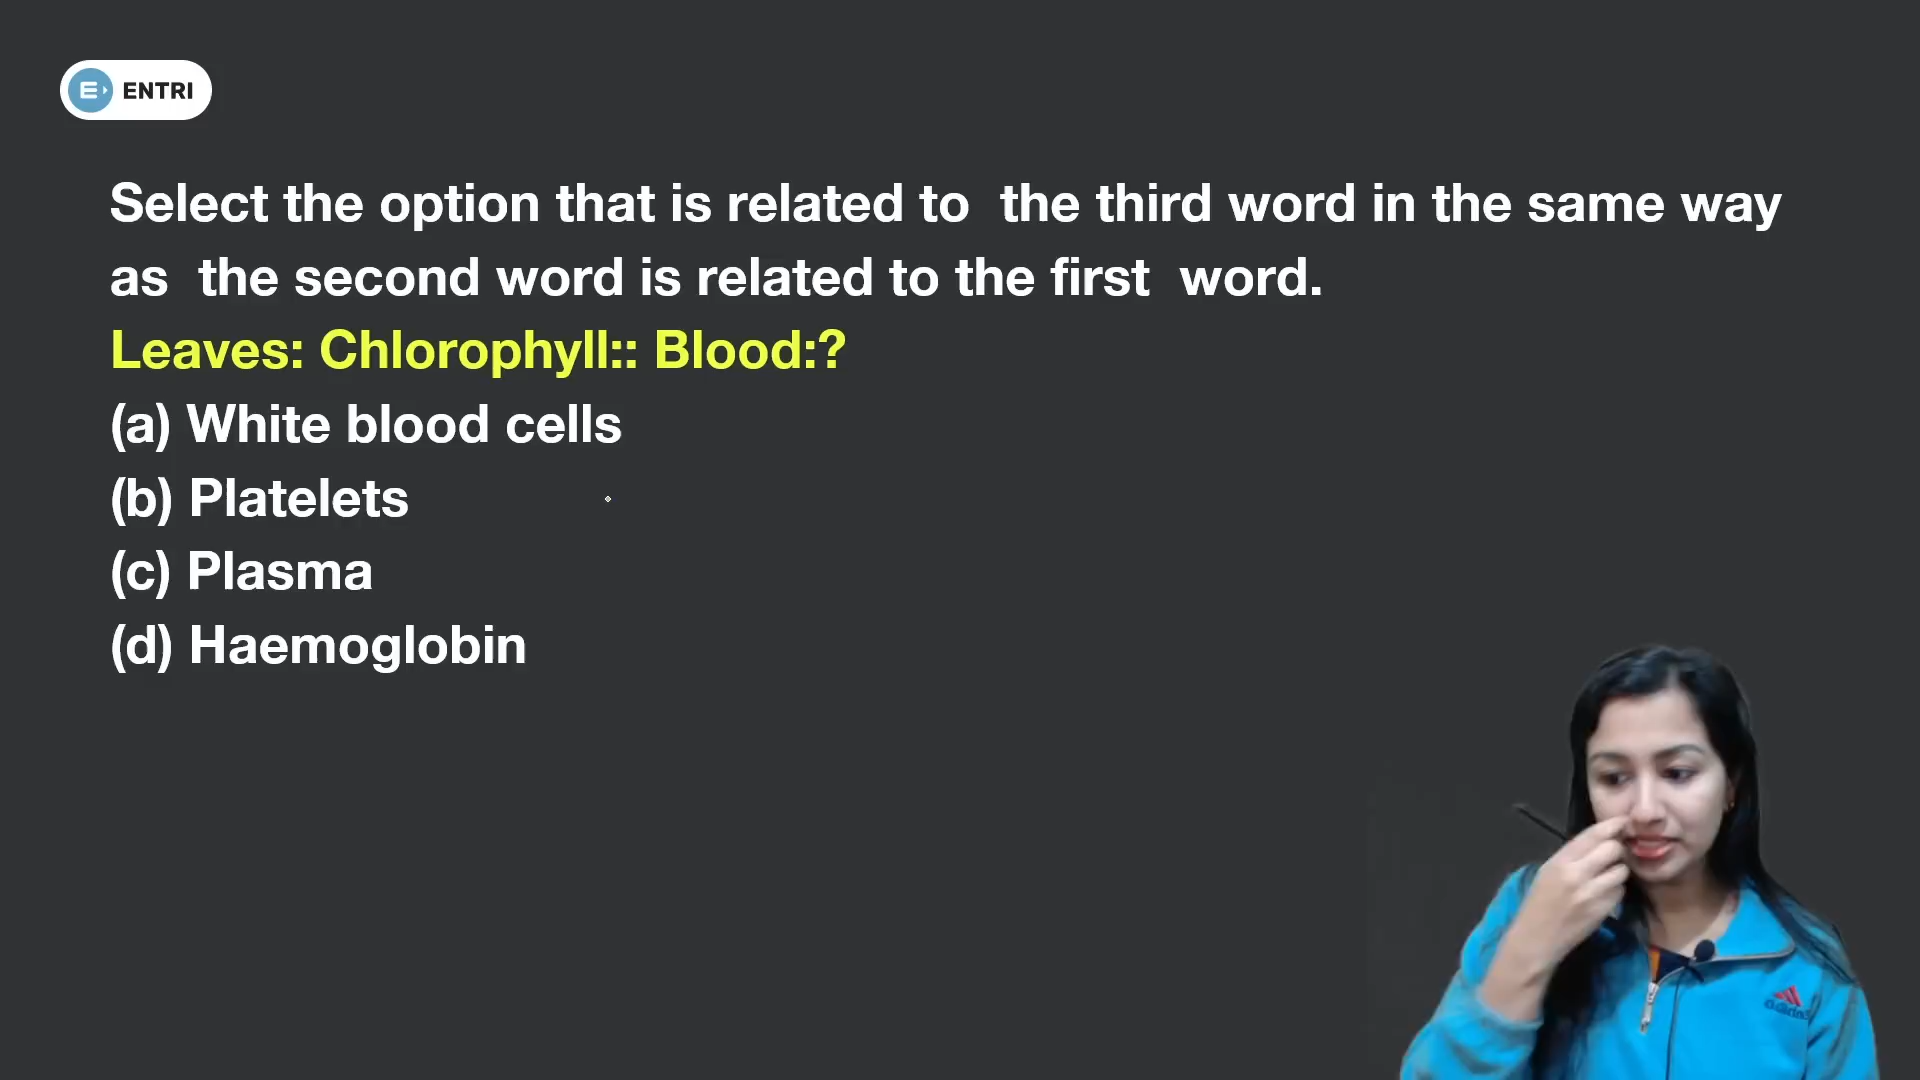 ENTRI
Select the option that is related to the third word in the same way
as the second word is related to the first word.
Leaves: Chlorophyll:: Blood:?
(a) White blood cells
(b) Platelets
(c) Plasma
(d) Haemoglobin
adidas